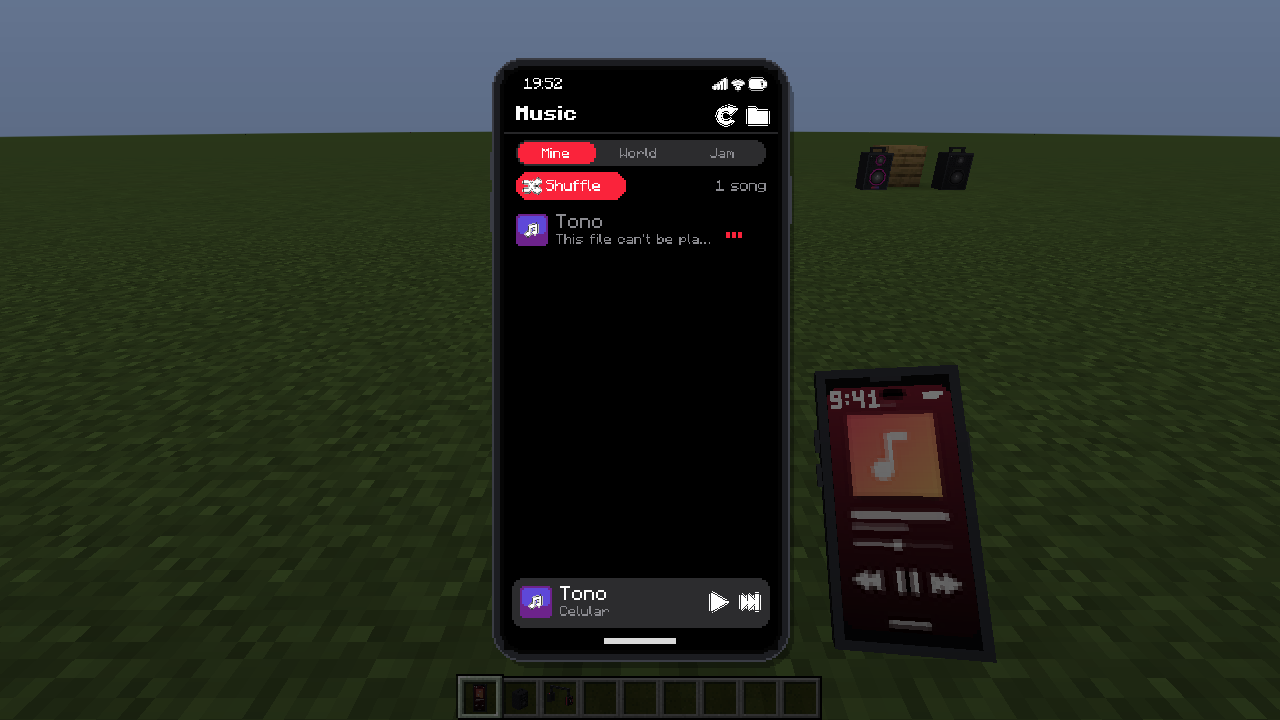 19:52
Music
Mine World Jam
Shuffle 1 song
Tono
This file can't be pla...
Tono
Celular
9:41